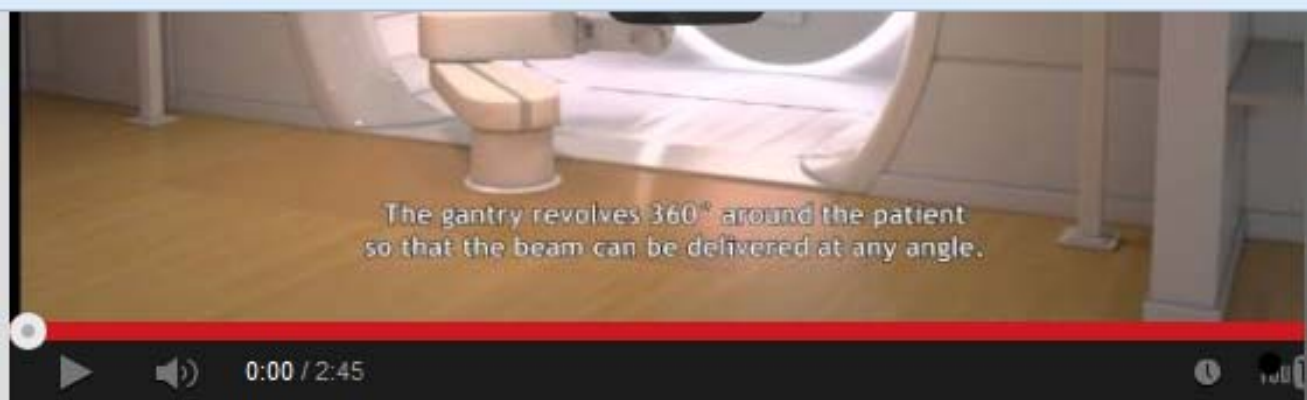 The gantry revolves 360° around the patient
so that the beam can be delivered at any angle.
0:00 / 2:45